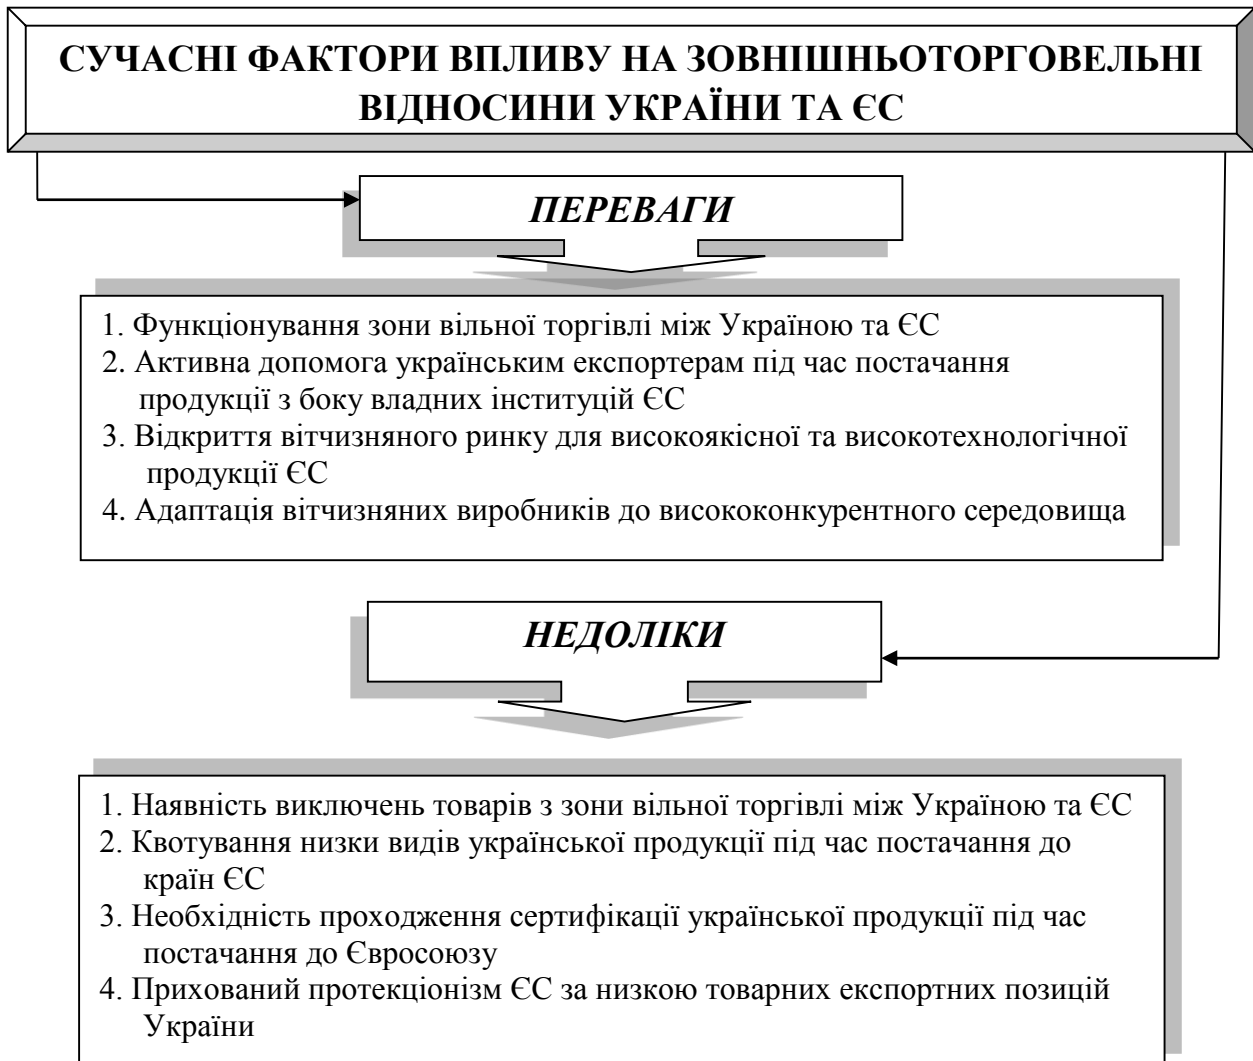 СУЧАСНІ ФАКТОРИ ВПЛИВУ НА ЗОВНІШНЬОТОРГОВЕЛЬНІ
ВІДНОСИНИ УКРАЇНИ ТА ЄС
ПЕРЕВАГИ
1. Функціонування зони вільної торгівлі між Україною та ЄС
2. Активна допомога українським експортерам під час постачання
продукції з боку владних інституцій ЄС
3. Відкриття вітчизняного ринку для високоякісної та високотехнологічної
продукції ЄС
4. Адаптація вітчизняних виробників до висококонкурентного середовища
НЕДОЛІКИ
1. Наявність виключень товарів з зони вільної торгівлі між Україною та ЄС
2. Квотування низки видів української продукції під час постачання до
країн ЄС
3. Необхідність проходження сертифікації української продукції під час
постачання до Євросоюзу
4. Прихований протекціонізм ЄС за низкою товарних експортних позицій
України